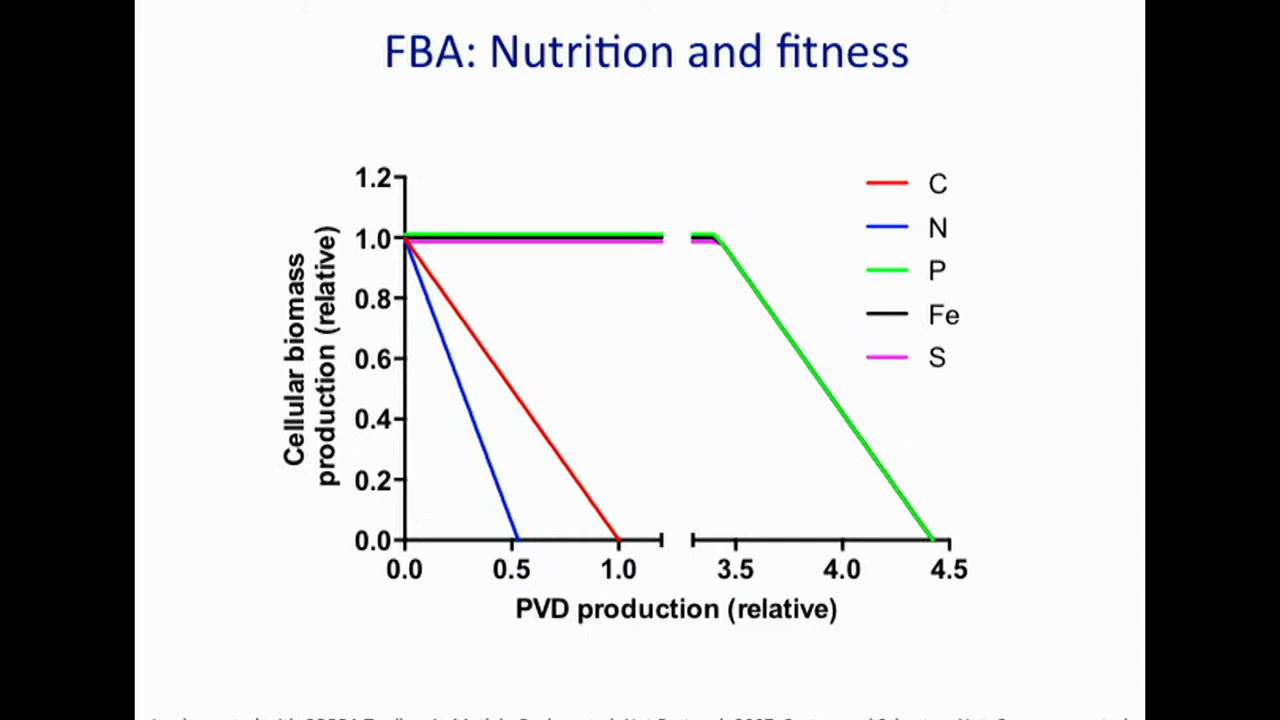 FBA: Nutrition and fitness
1.2
1.0
0.8
0.6
0.4
0.2
0.0
Cellular biomass
production (relative)
0.0 0.5 1.0 3.5 4.0 4.5
PVD production (relative)
C
N
P
Fe
S